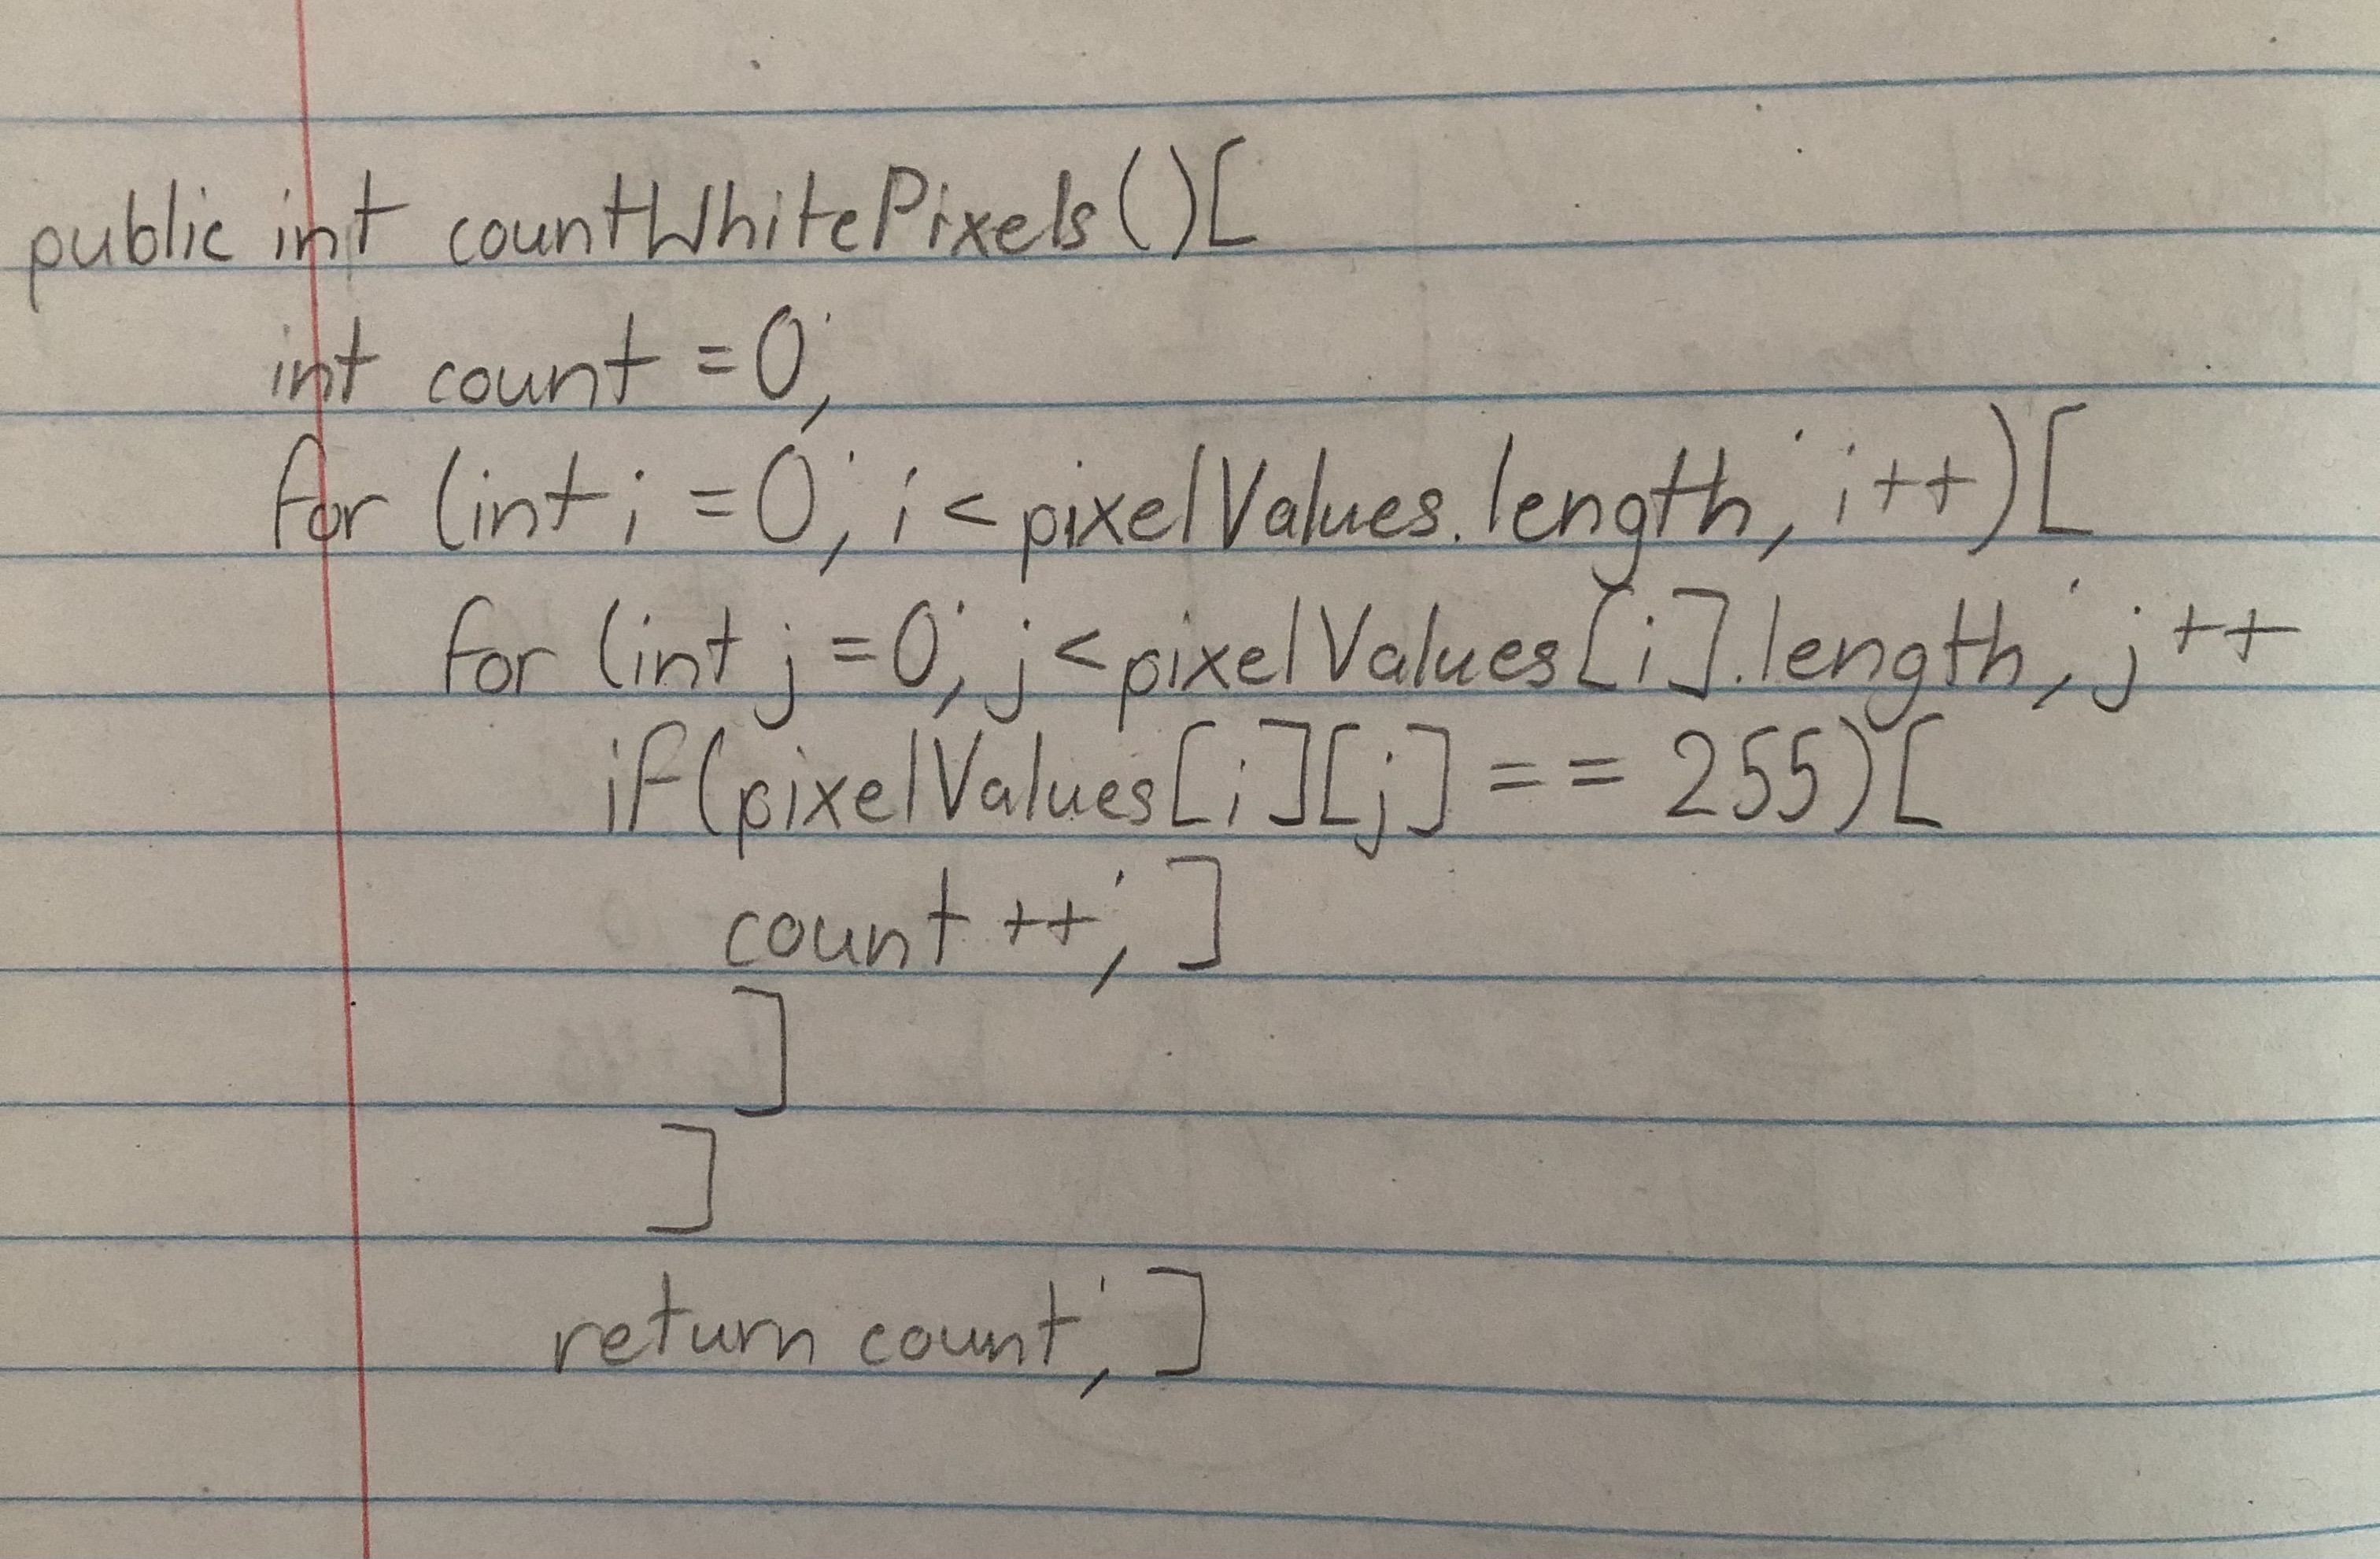 public int countWhitePixels()[
int count = 0;
for (int i = 0; i < pixelValues.length; i++)[
for (int j = 0; j < pixelValues[i].length; j++
if(pixelValues[i][j] == 255)[
count ++; ]
]
]
return count; ]